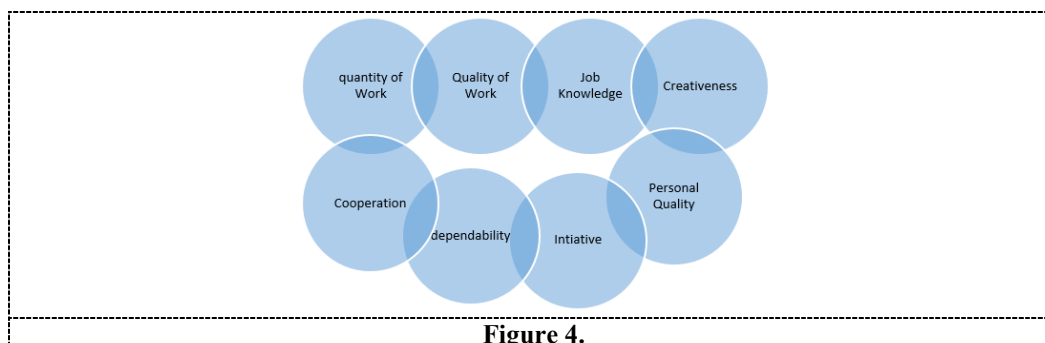 quantity of
Work
Quality of
Work
Job
Knowledge
Creativeness
Cooperation
dependability
Intiative
Personal
Quality
Figure 4.